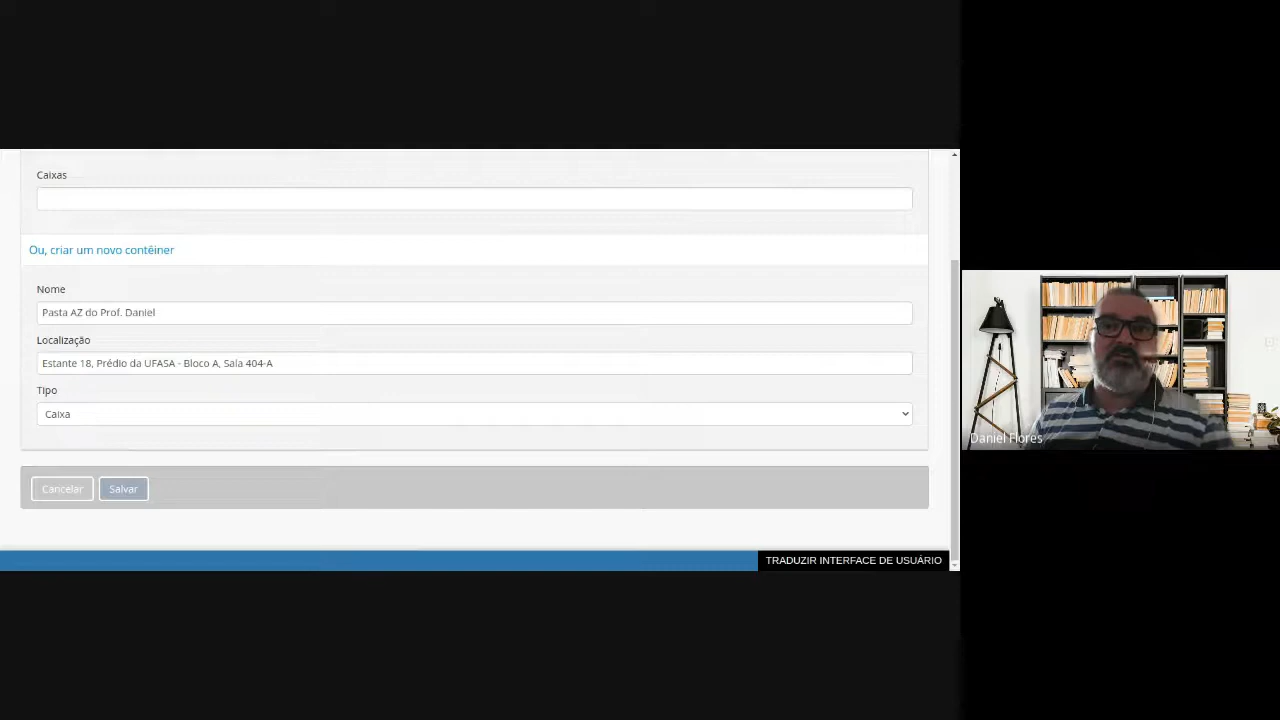 Caixas
Ou, criar um novo contêiner
Nome
Pasta AZ do Prof. Daniel
Localização
Estante 18, Prédio da UFASA - Bloco A, Sala 404-A
Tipo
Caixa
Cancelar
Salvar
TRADUZIR INTERFACE DE USUÁRIO
Daniel Flores